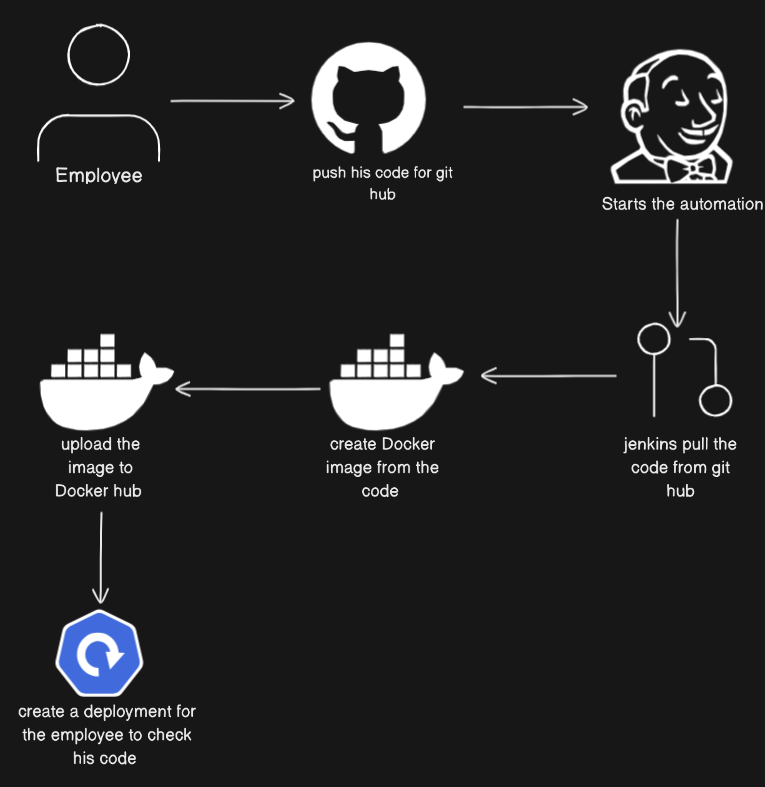 Employee
push his code for git
hub
Starts the automation
upload the
image to
Docker hub
create Docker
image from the
code
jenkins pull the
code from git
hub
create a deployment for
the employee to check
his code